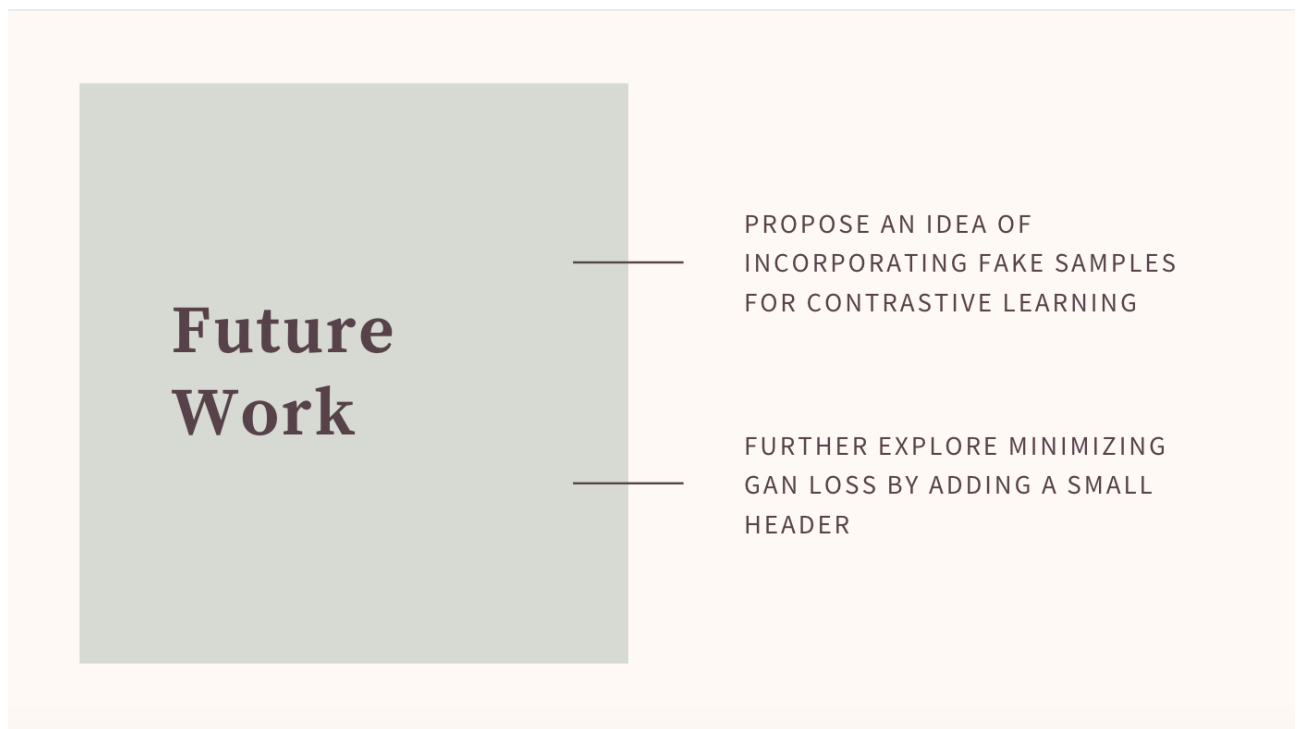 Future
Work
PROPOSE AN IDEA OF
INCORPORATING FAKE SAMPLES
FOR CONTRASTIVE LEARNING
FURTHER EXPLORE MINIMIZING
GAN LOSS BY ADDING A SMALL
HEADER